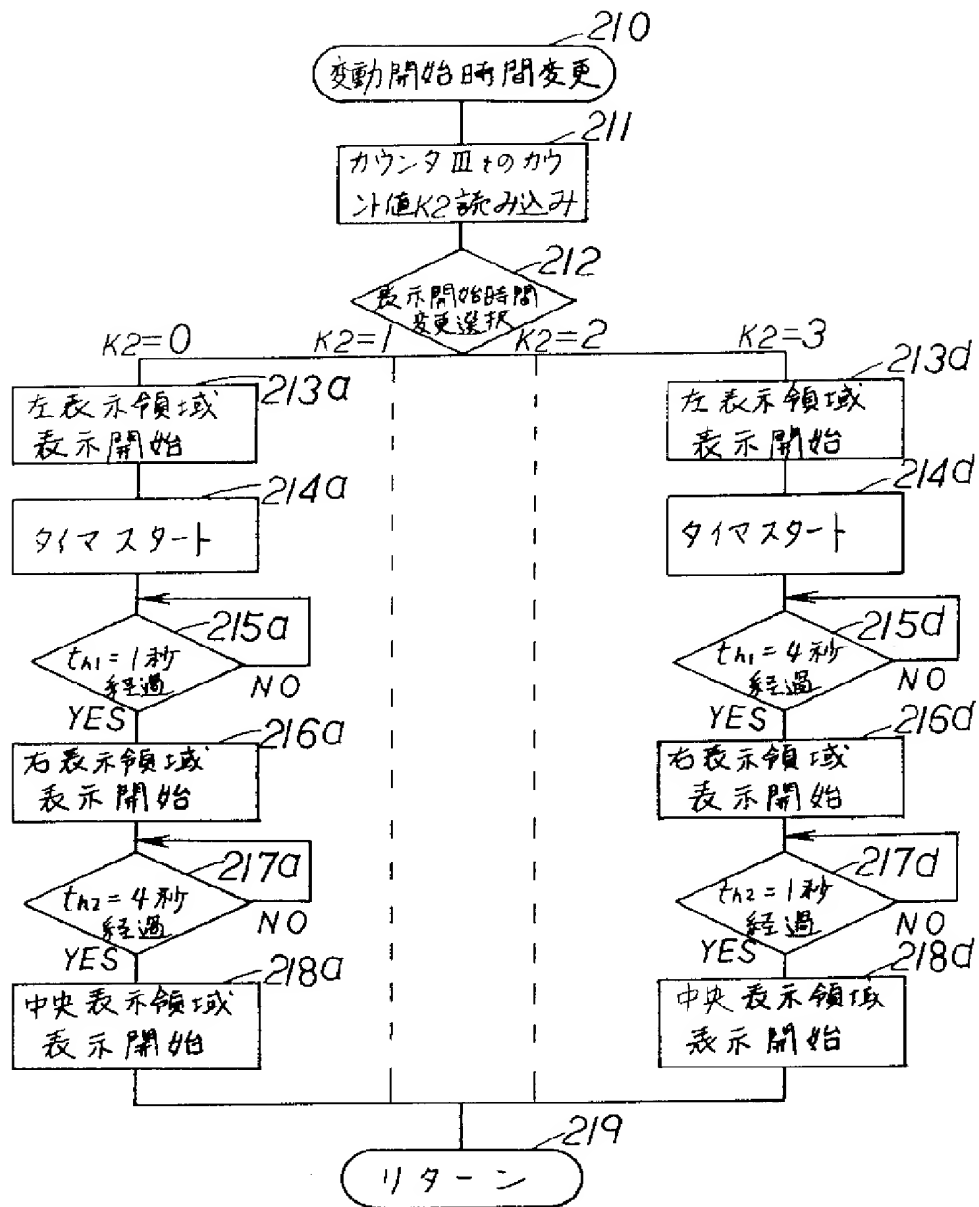 210
変動開始時間変更
211
カウンタⅢtのカウ
ント値K2読み込み
212
表示開始時間
変更選択
K2=0
K2=1
K2=2
K2=3
213a
左表示領域
表示開始
213d
左表示領域
表示開始
214a
タイマスタート
214d
タイマスタート
215a
th1=1秒
経過
NO
YES
215d
th1=4秒
経過
NO
YES
216a
右表示領域
表示開始
216d
右表示領域
表示開始
217a
th2=4秒
経過
NO
YES
217d
th2=1秒
経過
NO
YES
218a
中央表示領域
表示開始
218d
中央表示領域
表示開始
219
リターン